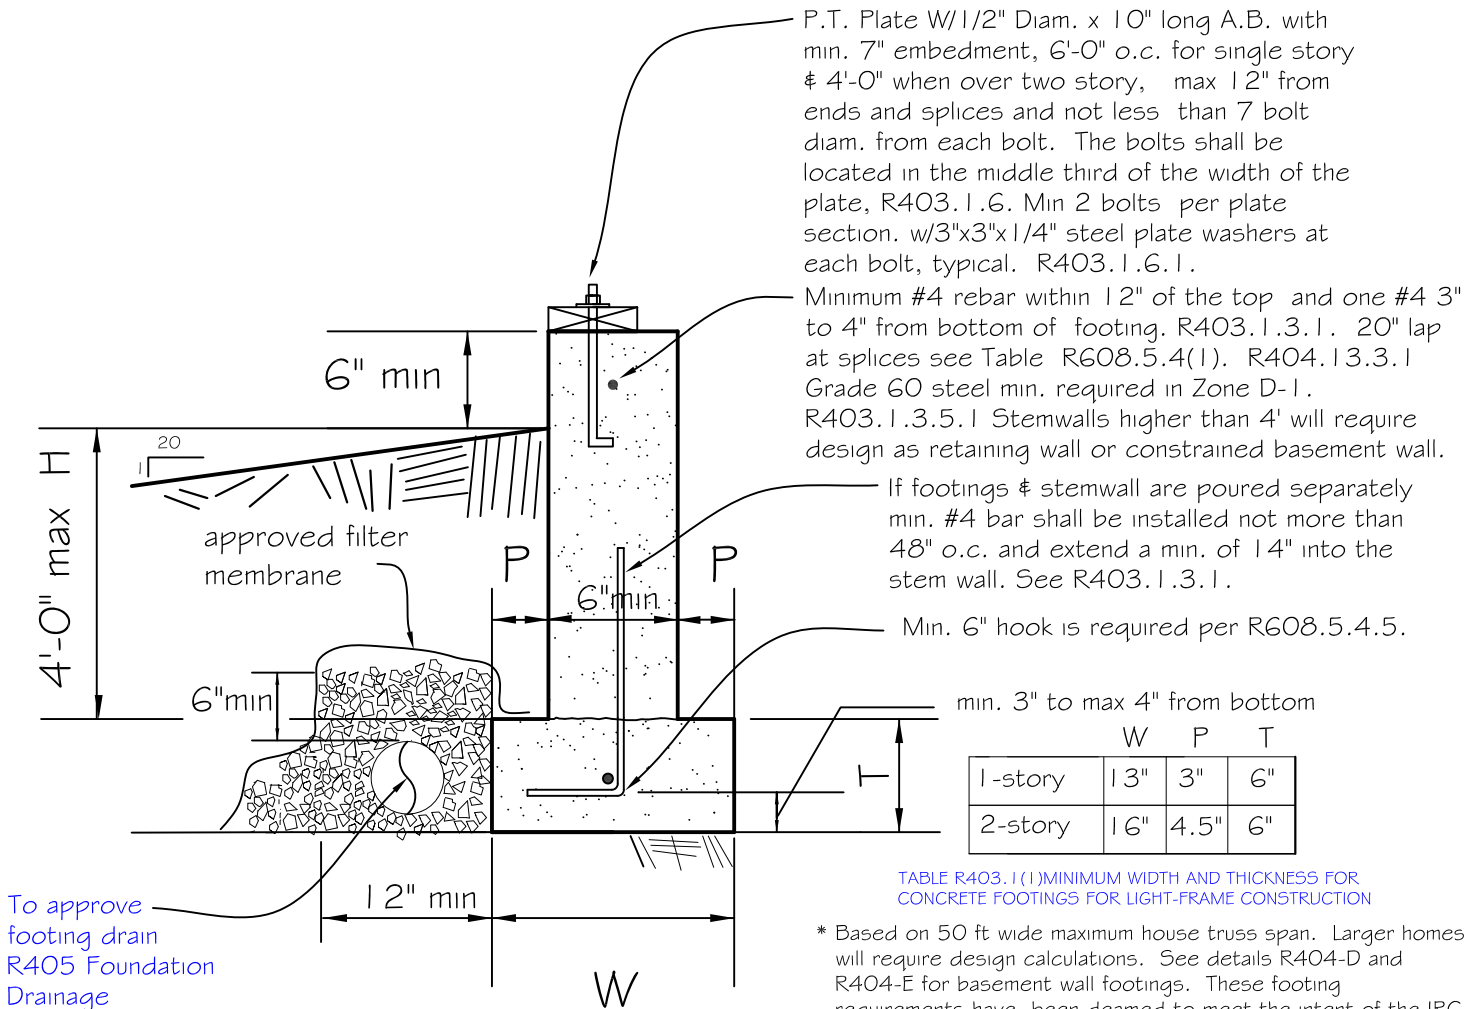 P.T. Plate W/1/2" Diam. x 10" long A.B. with
min. 7" embedment, 6'-0" o.c. for single story
& 4'-0" when over two story, max 12" from
ends and splices and not less than 7 bolt
diam. from each bolt. The bolts shall be
located in the middle third of the width of the
plate, R403.1.6. Min 2 bolts per plate
section. w/3"x3"x1/4" steel plate washers at
each bolt, typical. R403.1.6.1.
Minimum #4 rebar within 12" of the top and one #4 3"
to 4" from bottom of footing. R403.1.3.1. 20" lap
at splices see Table R608.5.4(1). R404.13.3.1
Grade 60 steel min. required in Zone D-1.
R403.1.3.5.1 Stemwalls higher than 4' will require
design as retaining wall or constrained basement wall.
If footings & stemwall are poured separately
min. #4 bar shall be installed not more than
48" o.c. and extend a min. of 14" into the
stem wall. See R403.1.3.1.
Min. 6" hook is required per R608.5.4.5.
min. 3" to max 4" from bottom
6" min
20
1
4'-0" max H
approved filter
membrane
P
P
6"min
6"min
T
12" min
W
To approve
footing drain
R405 Foundation
Drainage
W P T
1-story 13" 3" 6"
2-story 16" 4.5" 6"
TABLE R403.1(1)MINIMUM WIDTH AND THICKNESS FOR
CONCRETE FOOTINGS FOR LIGHT-FRAME CONSTRUCTION
* Based on 50 ft wide maximum house truss span. Larger homes
will require design calculations. See details R404-D and
R404-E for basement wall footings. These footing
requirements have been deamed to meet the intent of the IRC